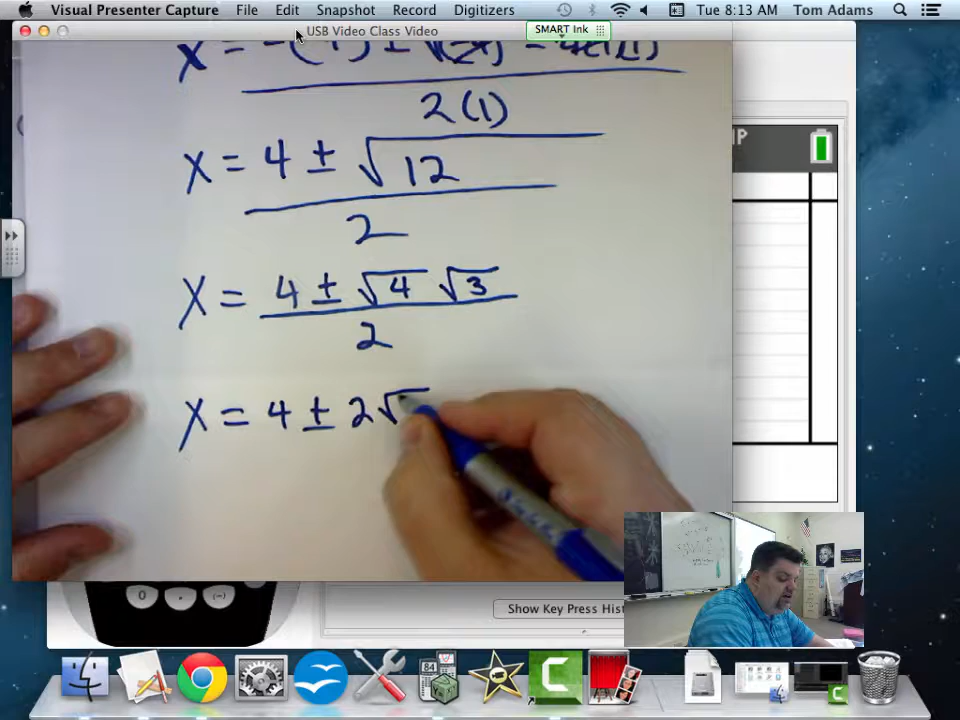 Visual Presenter Capture File Edit Snapshot Record Digitizers Tue 8:13 AM Tom Adams
USB Video Class Video
SMART Ink
2(1)
x = 4 ± √12
2
x = 4 ± √4 √3
2
x = 4 ± 2√
Show Key Press Hist